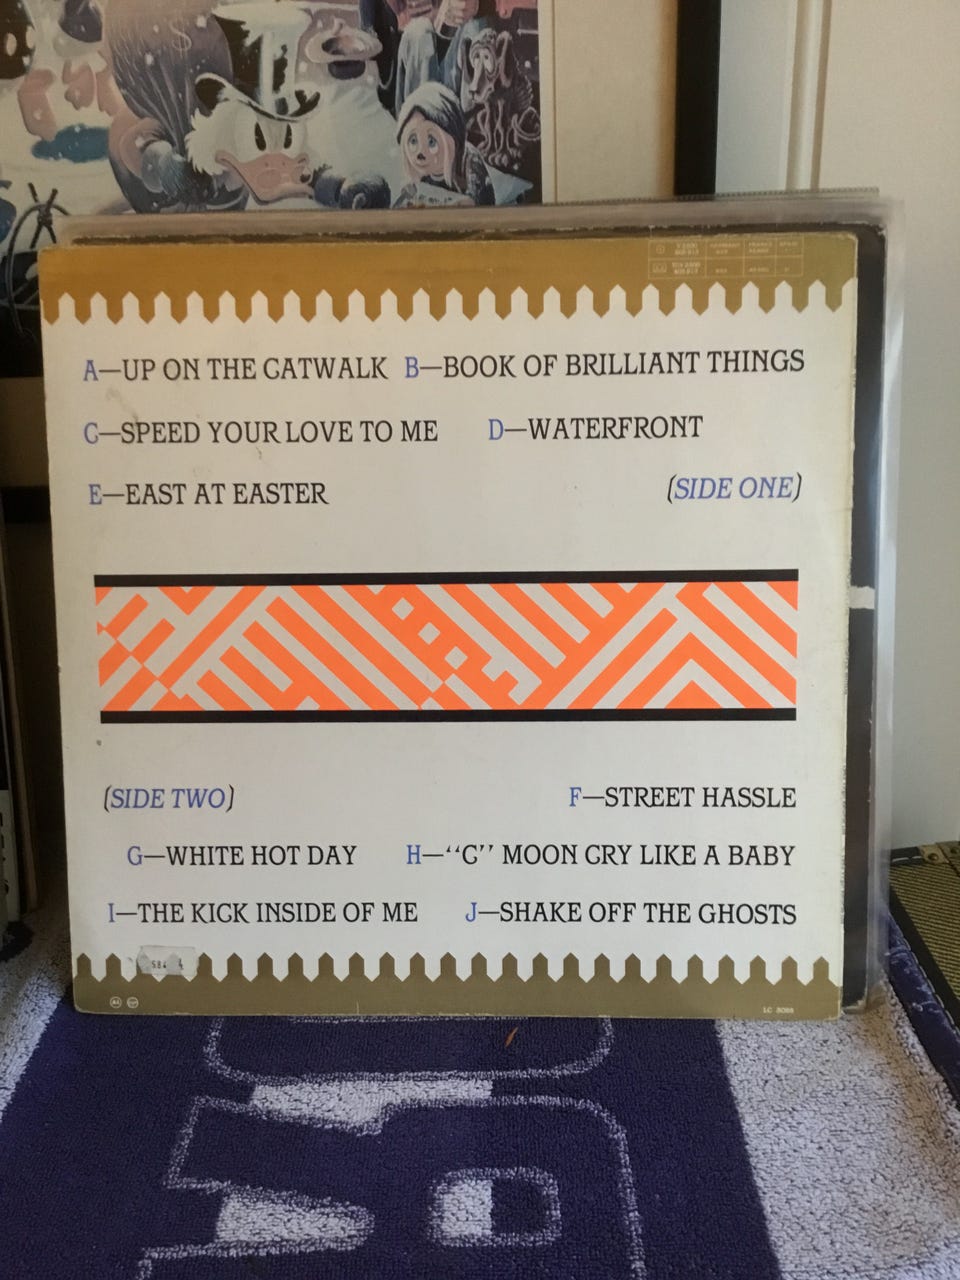 A—UP ON THE CATWALK B—BOOK OF BRILLIANT THINGS
C—SPEED YOUR LOVE TO ME D—WATERFRONT
E—EAST AT EASTER (SIDE ONE)
(SIDE TWO) F—STREET HASSLE
G—WHITE HOT DAY H—“C” MOON CRY LIKE A BABY
I—THE KICK INSIDE OF ME J—SHAKE OFF THE GHOSTS